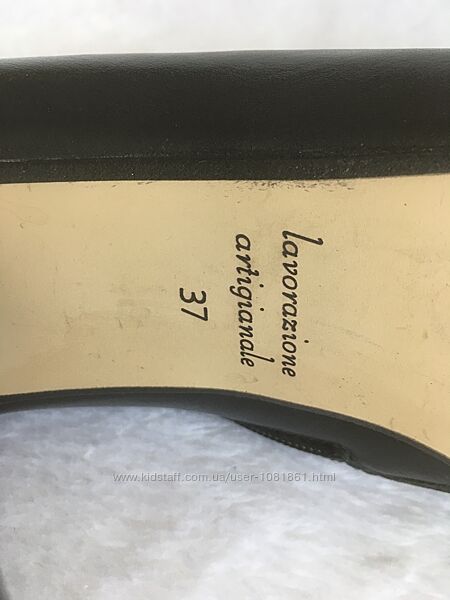 lavorazione
artigianale
37
www.kidstaff.com.ua/user-1081861.html